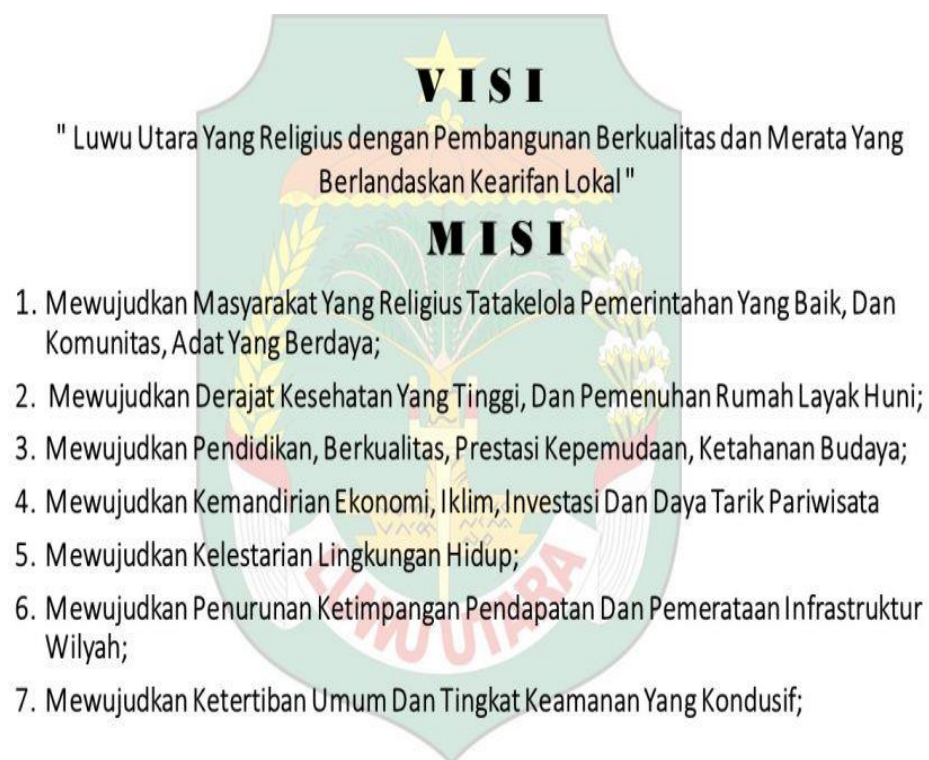 VISI
" Luwu Utara Yang Religius dengan Pembangunan Berkualitas dan Merata Yang
Berlandaskan Kearifan Lokal "
MISI
1. Mewujudkan Masyarakat Yang Religius Tatakelola Pemerintahan Yang Baik, Dan
Komunitas, Adat Yang Berdaya;
2. Mewujudkan Derajat Kesehatan Yang Tinggi, Dan Pemenuhan Rumah Layak Huni;
3. Mewujudkan Pendidikan, Berkualitas, Prestasi Kepemudaan, Ketahanan Budaya;
4. Mewujudkan Kemandirian Ekonomi, Iklim, Investasi Dan Daya Tarik Pariwisata
5. Mewujudkan Kelestarian Lingkungan Hidup;
6. Mewujudkan Penurunan Ketimpangan Pendapatan Dan Pemerataan Infrastruktur
Wilyah;
7. Mewujudkan Ketertiban Umum Dan Tingkat Keamanan Yang Kondusif;
LUWU UTARA